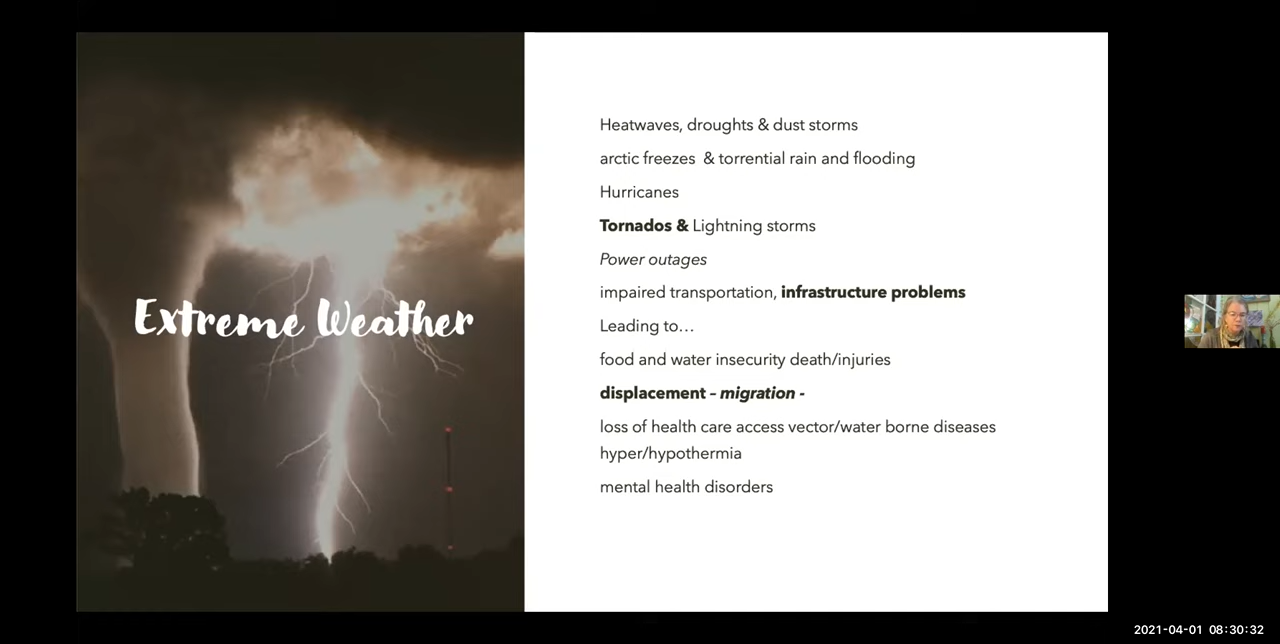 Extreme Weather
Heatwaves, droughts & dust storms
arctic freezes & torrential rain and flooding
Hurricanes
Tornados & Lightning storms
Power outages
impaired transportation, infrastructure problems
Leading to…
food and water insecurity death/injuries
displacement – migration -
loss of health care access vector/water borne diseases
hyper/hypothermia
mental health disorders
2021-04-01 08:30:32